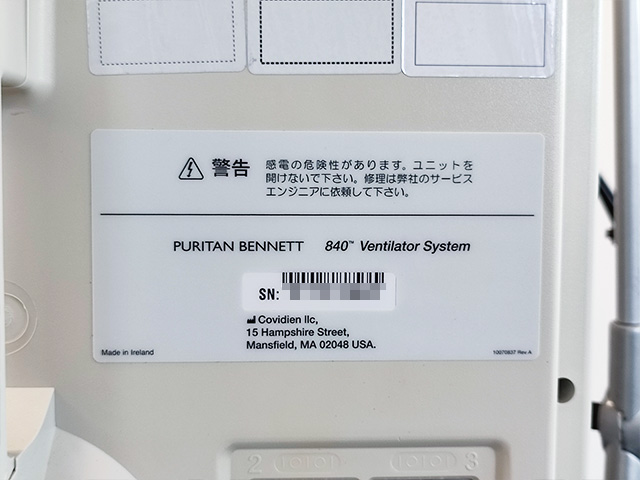 警告
感電の危険性があります。ユニットを
開けないで下さい。修理は弊社のサービス
エンジニアに依頼して下さい。
PURITAN BENNETT 840™ Ventilator System
SN:
Covidien llc,
15 Hampshire Street,
Mansfield, MA 02048 USA.
Made in Ireland
10070837 Rev A
2
3